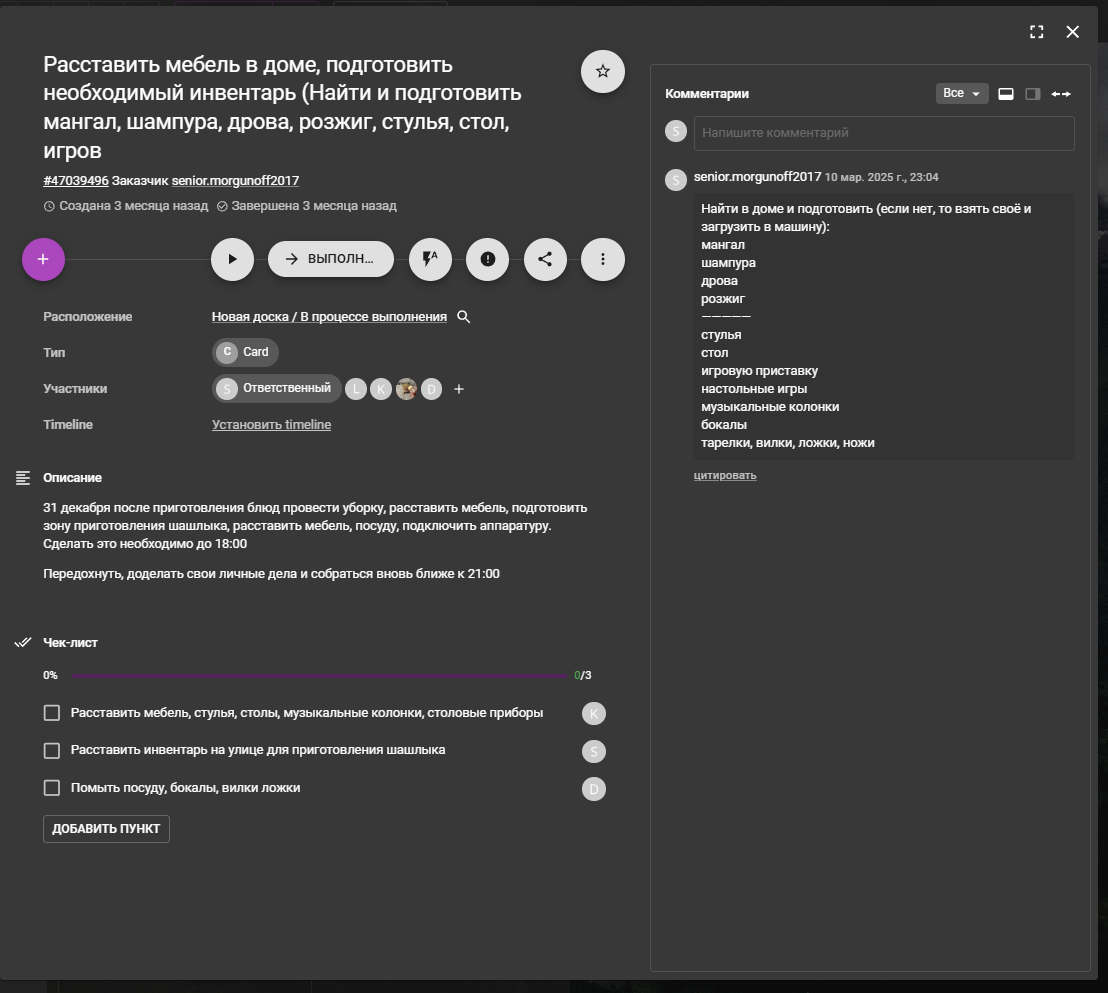 Расставить мебель в доме, подготовить
необходимый инвентарь (Найти и подготовить
мангал, шампура, дрова, розжиг, стулья, стол,
игров
#47039496 Заказчик senior.morgunoff2017
Создана 3 месяца назад Завершена 3 месяца назад
ВЫПОЛН...
A
Расположение
Новая доска / В процессе выполнения
Тип
C Card
Участники
S Ответственный L K D +
Timeline
Установить timeline
Описание
31 декабря после приготовления блюд провести уборку, расставить мебель, подготовить
зону приготовления шашлыка, расставить мебель, посуду, подключить аппаратуру.
Сделать это необходимо до 18:00
Передохнуть, доделать свои личные дела и собраться вновь ближе к 21:00
Чек-лист
0% 0/3
Расставить мебель, стулья, столы, музыкальные колонки, столовые приборы K
Расставить инвентарь на улице для приготовления шашлыка S
Помыть посуду, бокалы, вилки ложки D
ДОБАВИТЬ ПУНКТ
Комментарии
Все
S Напишите комментарий
S senior.morgunoff2017 10 мар. 2025 г., 23:04
Найти в доме и подготовить (если нет, то взять своё и
загрузить в машину):
мангал
шампура
дрова
розжиг
—————
стулья
стол
игровую приставку
настольные игры
музыкальные колонки
бокалы
тарелки, вилки, ложки, ножи
цитировать